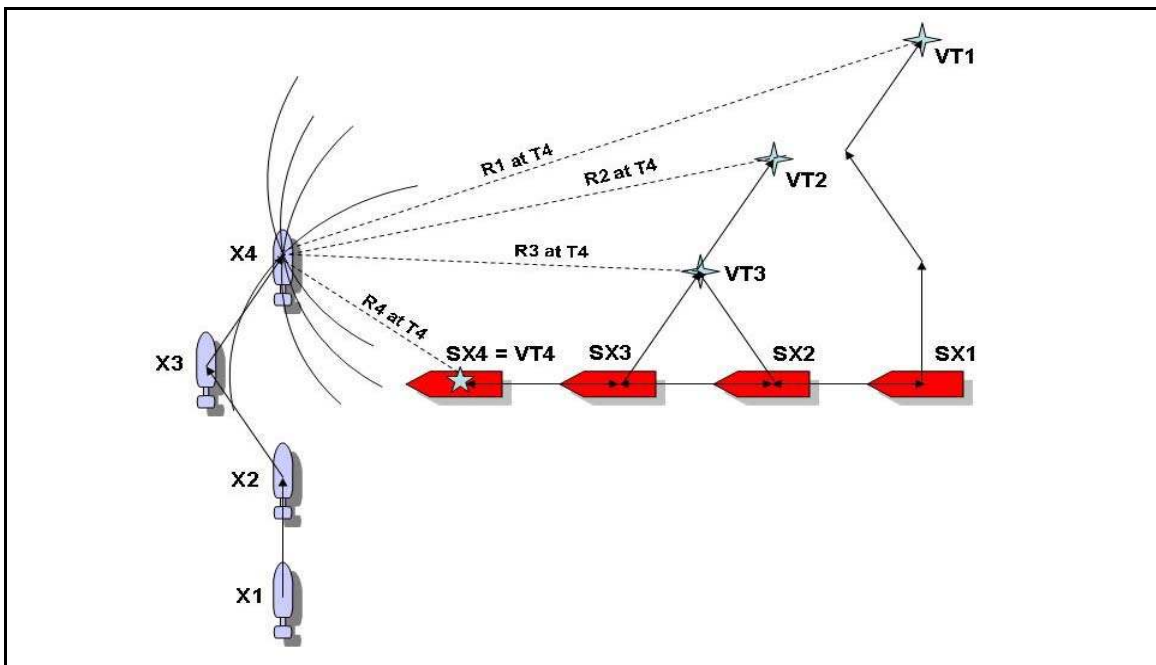 VT1
R1 at T4
VT2
R2 at T4
X4
R3 at T4
VT3
R4 at T4
X3
SX4 = VT4
SX3
SX2
SX1
X2
X1